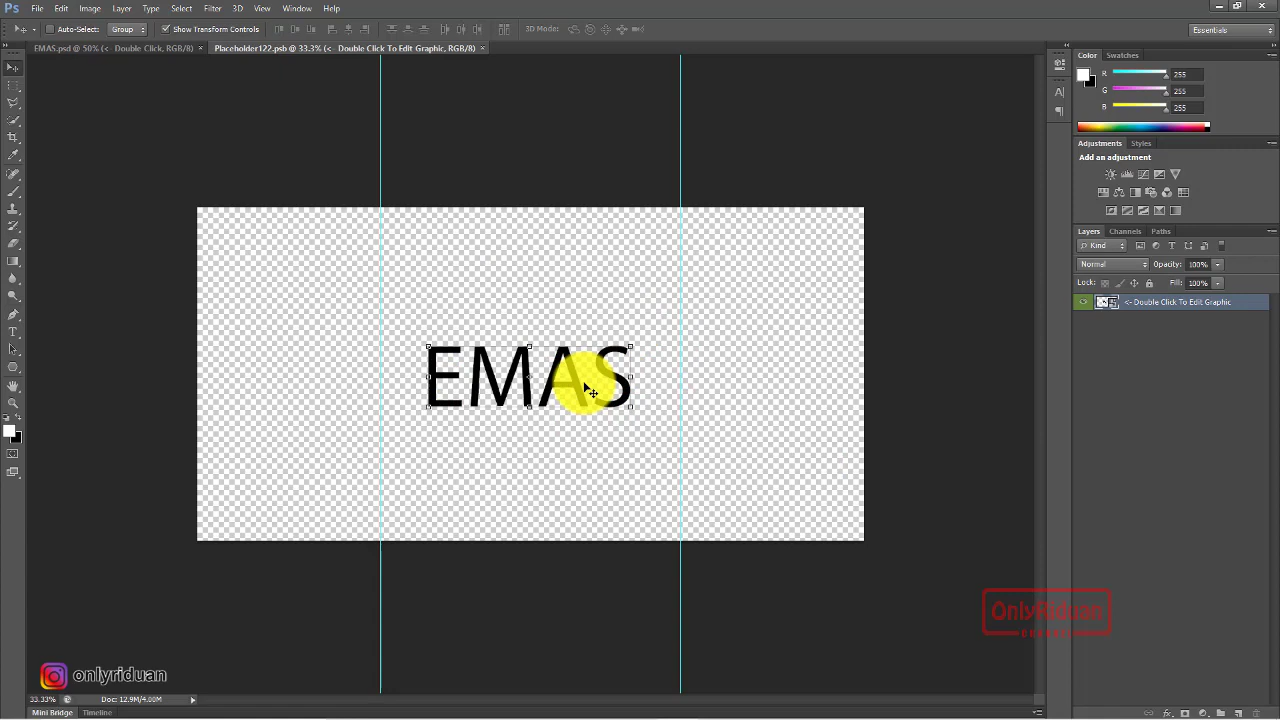 Ps File Edit Image Layer Type Select Filter 3D View Window Help
Auto-Select: Group Show Transform Controls 3D Mode: Essentials
EMAS.psd @ 50% (<- Double Click, RGB/8) × Placeholder122.psb @ 33.3% (<- Double Click To Edit Graphic, RGB/8) ×
Color Swatches
R 255
G 255
B 255
Adjustments Styles
Add an adjustment
Layers Channels Paths
Kind
Normal Opacity: 100%
Lock: Fill: 100%
<- Double Click To Edit Graphic
EMAS
OnlyRiduan
CHANNEL
onlyriduan
33.33% Doc: 12.9M/4.00M
Mini Bridge Timeline